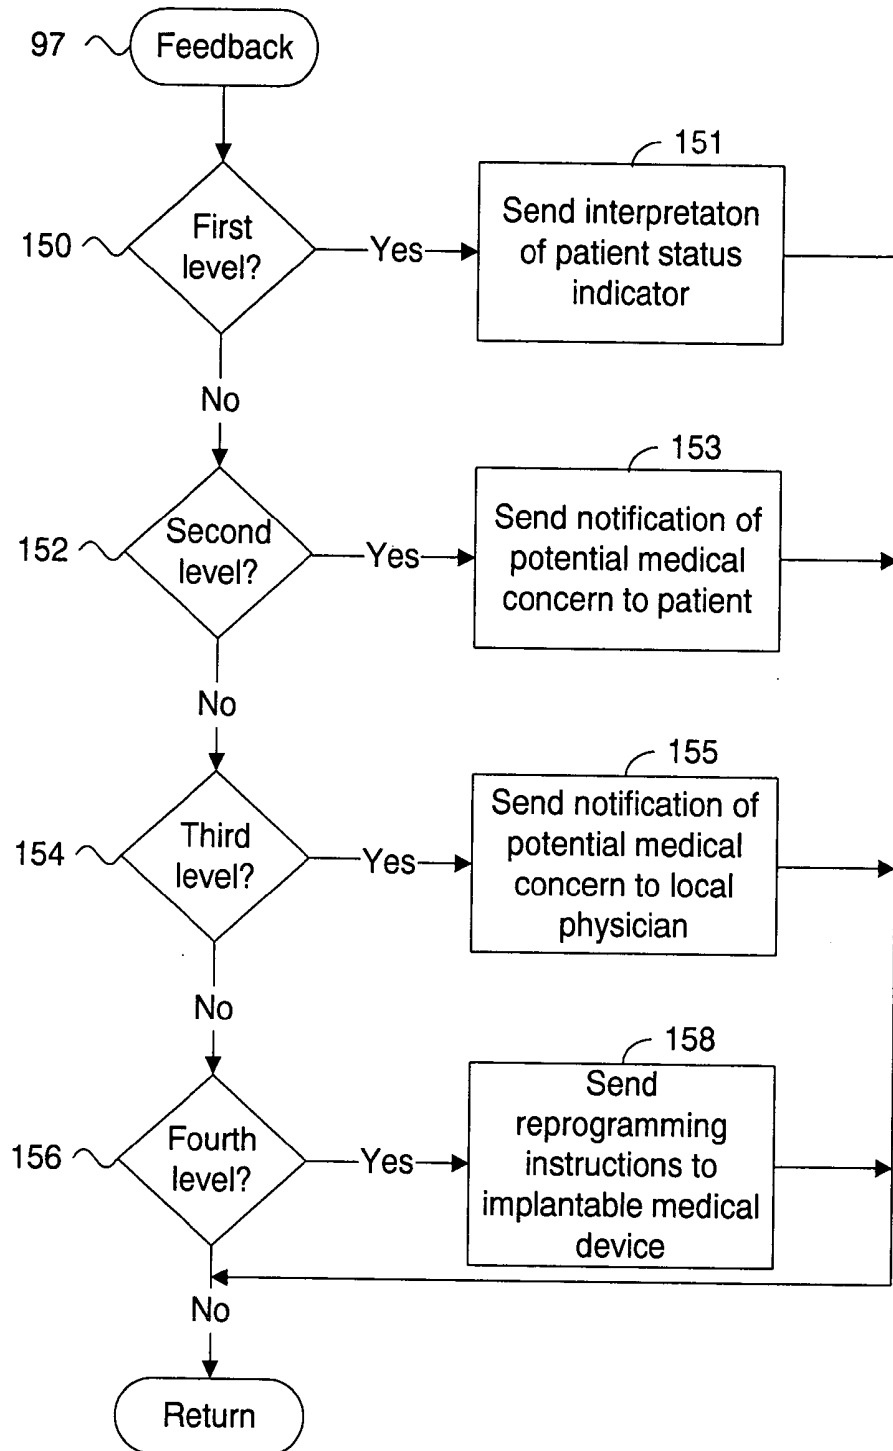 97
Feedback
151
150
First
level?
Yes
Send interpretaton
of patient status
indicator
No
153
152
Second
level?
Yes
Send notification of
potential medical
concern to patient
No
155
154
Third
level?
Yes
Send notification of
potential medical
concern to local
physician
No
158
156
Fourth
level?
Yes
Send
reprogramming
instructions to
implantable medical
device
No
Return